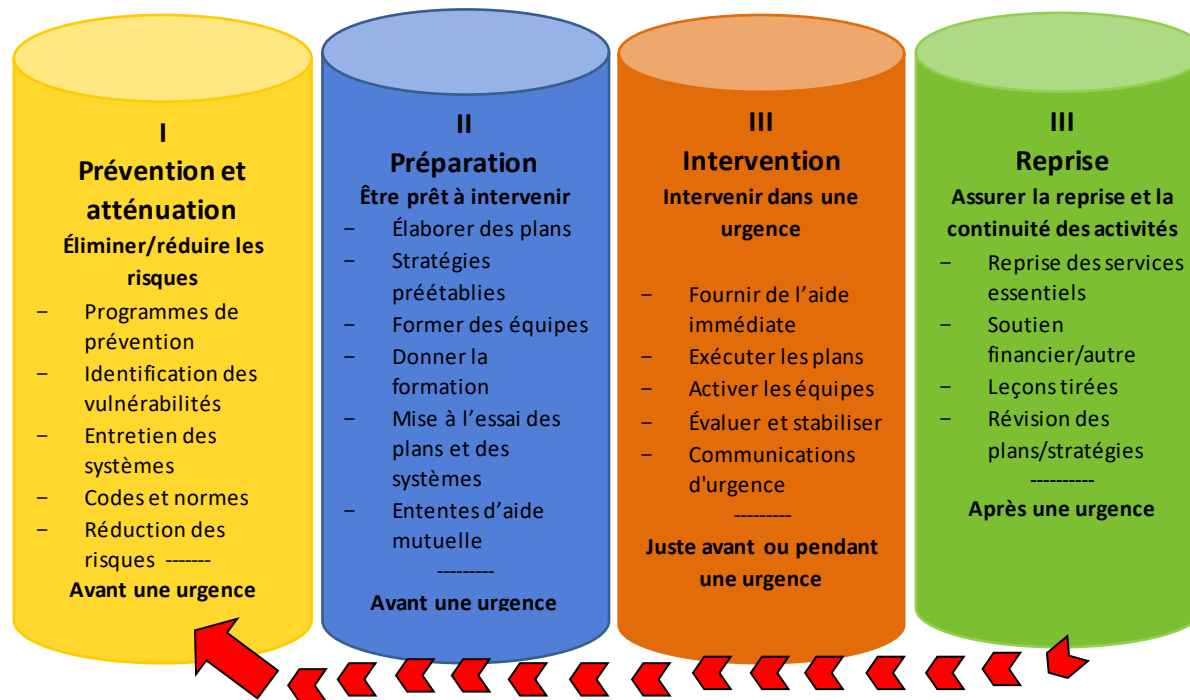 I
Prévention et
atténuation
Éliminer/réduire les
risques
– Programmes de
prévention
– Identification des
vulnérabilités
– Entretien des
systèmes
– Codes et normes
– Réduction des
risques -------
Avant une urgence
II
Préparation
Être prêt à intervenir
– Élaborer des plans
– Stratégies
préétablies
– Former des équipes
– Donner la
formation
– Mise à l’essai des
plans et des
systèmes
– Ententes d’aide
mutuelle
---------
Avant une urgence
III
Intervention
Intervenir dans une
urgence
– Fournir de l’aide
immédiate
– Exécuter les plans
– Activer les équipes
– Évaluer et stabiliser
– Communications
d'urgence
---------
Juste avant ou pendant
une urgence
III
Reprise
Assurer la reprise et la
continuité des activités
– Reprise des services
essentiels
– Soutien
financier/autre
– Leçons tirées
– Révision des
plans/stratégies
----------
Après une urgence